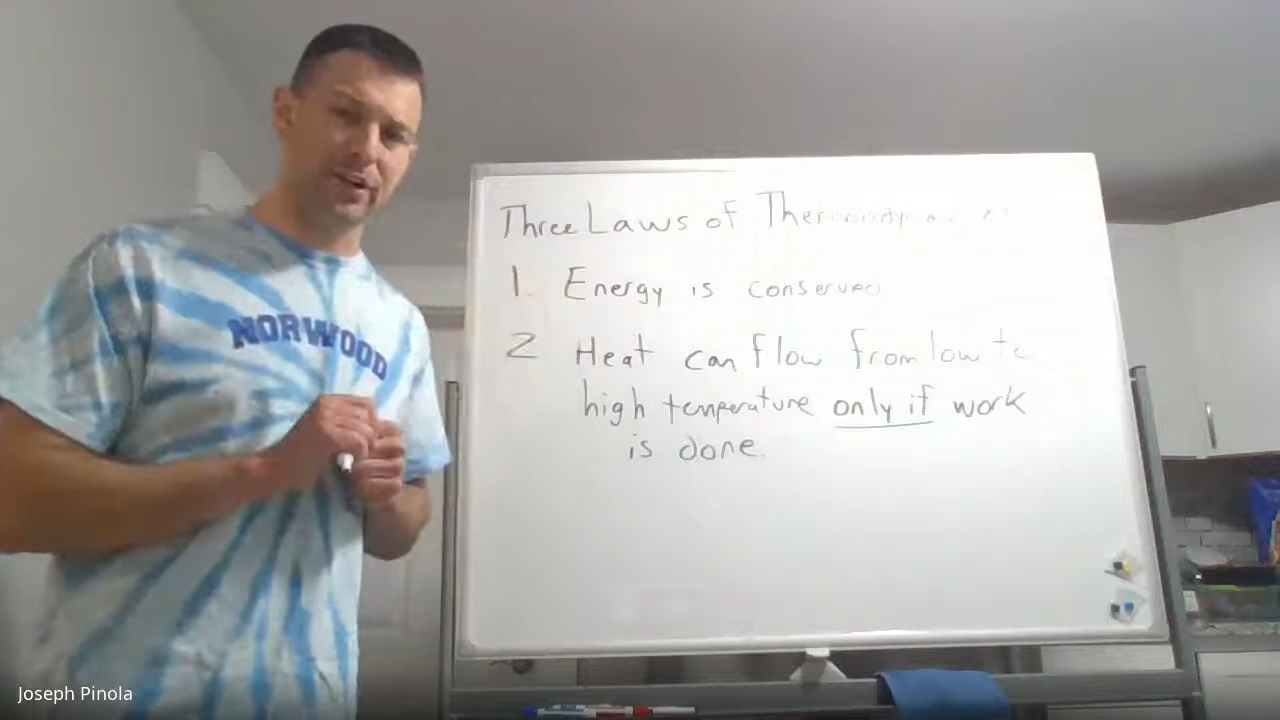 Three Laws of
1. Energy is conserved
2 Heat can flow from low to
high temperature only if work
is done.
NORWOOD
Joseph Pinola